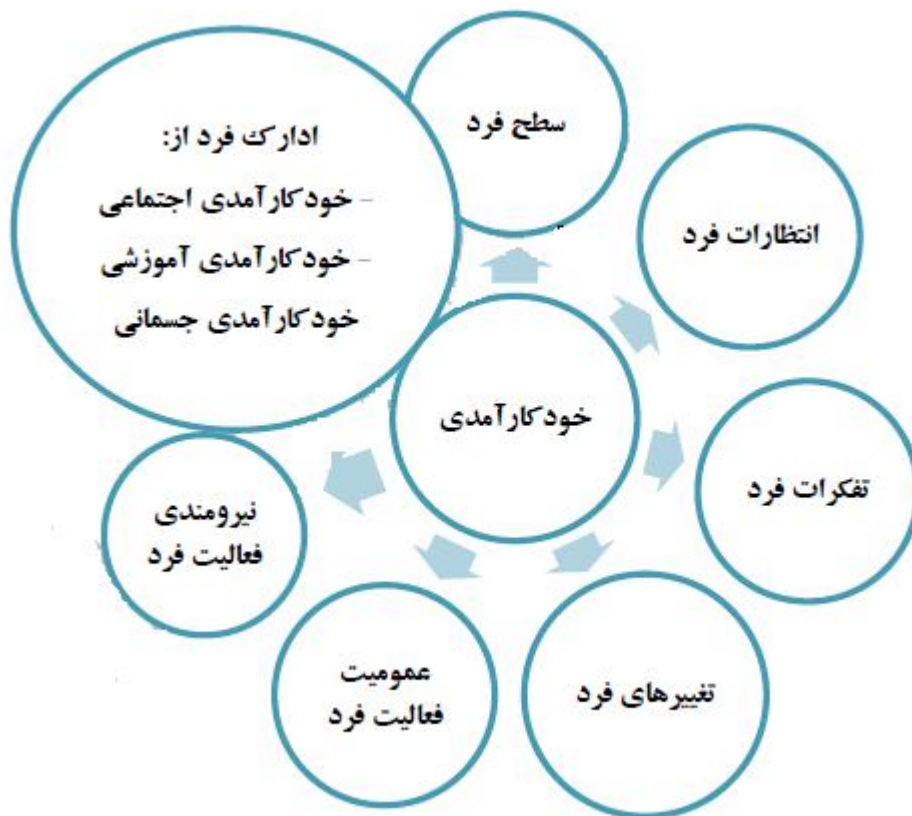 سطح فرد
ادارک فرد از:
– خودکارآمدی اجتماعی
– خودکارآمدی آموزشی
خودکارآمدی جسمانی
انتظارات فرد
خودکارآمدی
تفکرات فرد
نیرومندی
فعالیت فرد
عمومیت
فعالیت فرد
تغییرهای فرد